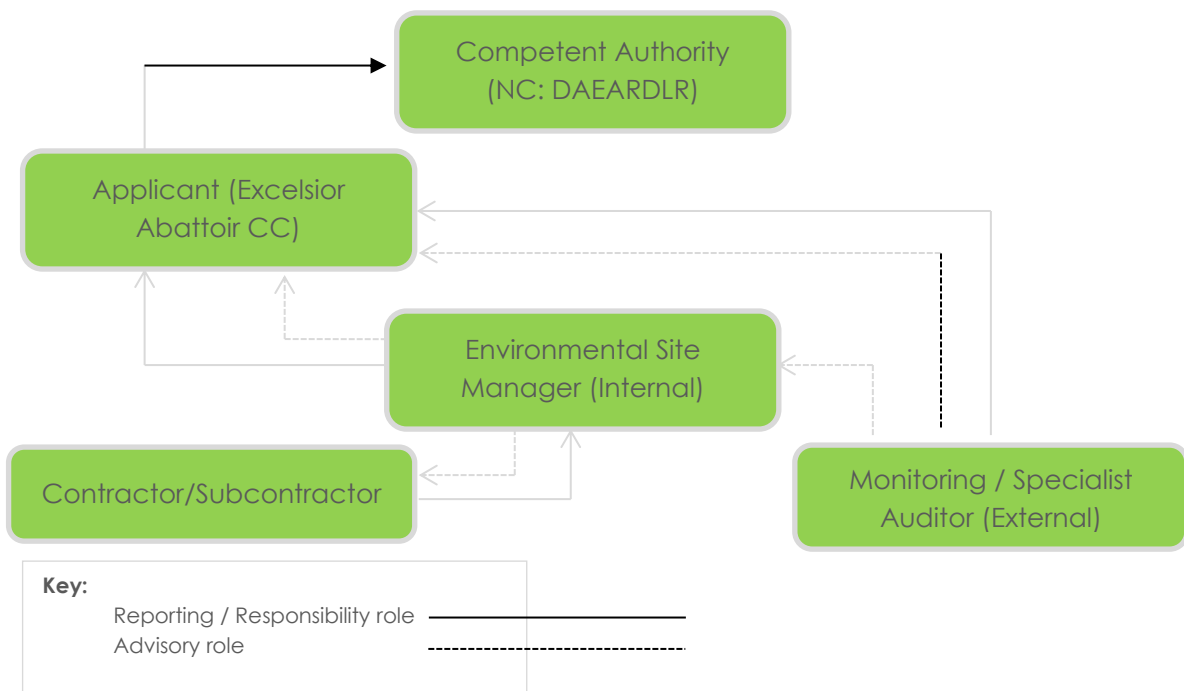 Competent Authority
(NC: DAEARDLR)
Applicant (Excelsior
Abattoir CC)
Environmental Site
Manager (Internal)
Contractor/Subcontractor
Monitoring / Specialist
Auditor (External)
Key:
Reporting / Responsibility role
Advisory role